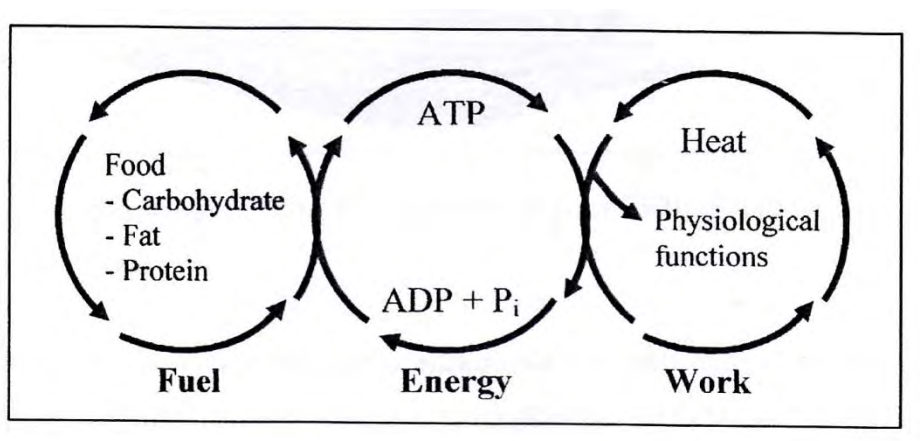 Food
- Carbohydrate
- Fat
- Protein
ATP
ADP + Pi
Heat
Physiological
functions
Fuel
Energy
Work